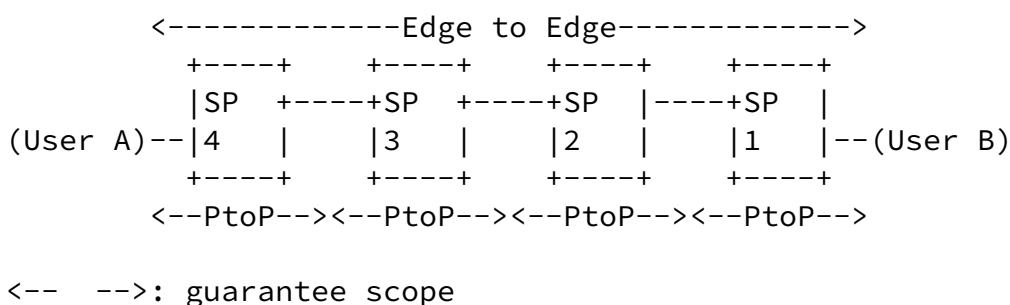 <-------------Edge to Edge------------->
+----+ +----+ +----+ +----+
|SP +----+SP +----+SP |----+SP |
(User A)--|4 | |3 | |2 | |1 |--(User B)
+----+ +----+ +----+ +----+
<--PtoP--><--PtoP--><--PtoP--><--PtoP-->
<-- -->: guarantee scope